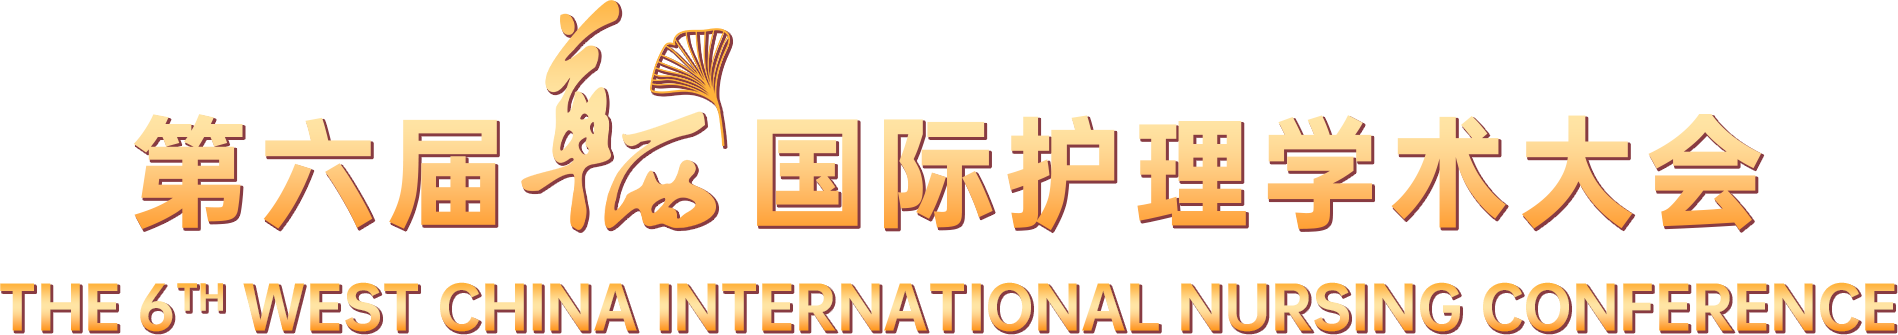 第六届華西国际护理学术大会
THE 6TH WEST CHINA INTERNATIONAL NURSING CONFERENCE